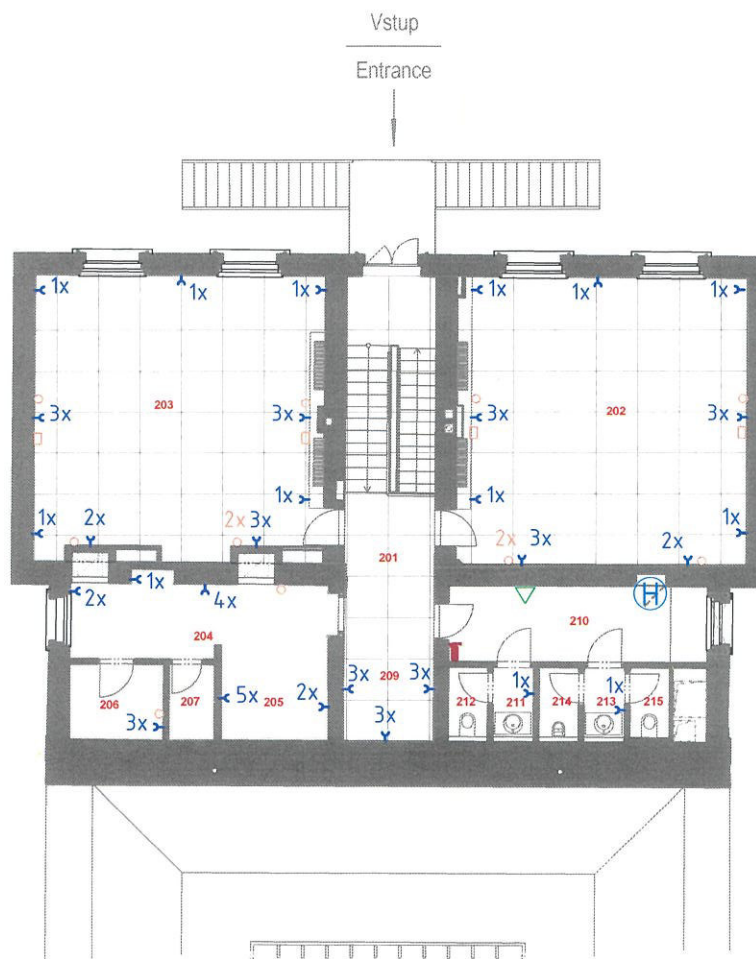 Vstup
Entrance
1x 1x 1x 1x 1x 1x
3x 203 3x 3x 202 3x
1x 1x
1x 2x 2x 3x 2x 3x 2x 1x
201
1x
2x 4x H
210
204
3x 209 3x
206 207 5x 205 2x 212 211 1x 214 213 1x 215
3x 3x